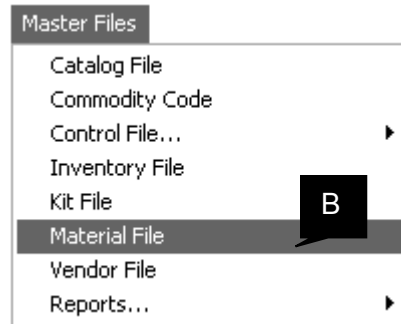 Master Files
Catalog File
Commodity Code
Control File...
Inventory File
Kit File
B
Material File
Vendor File
Reports...